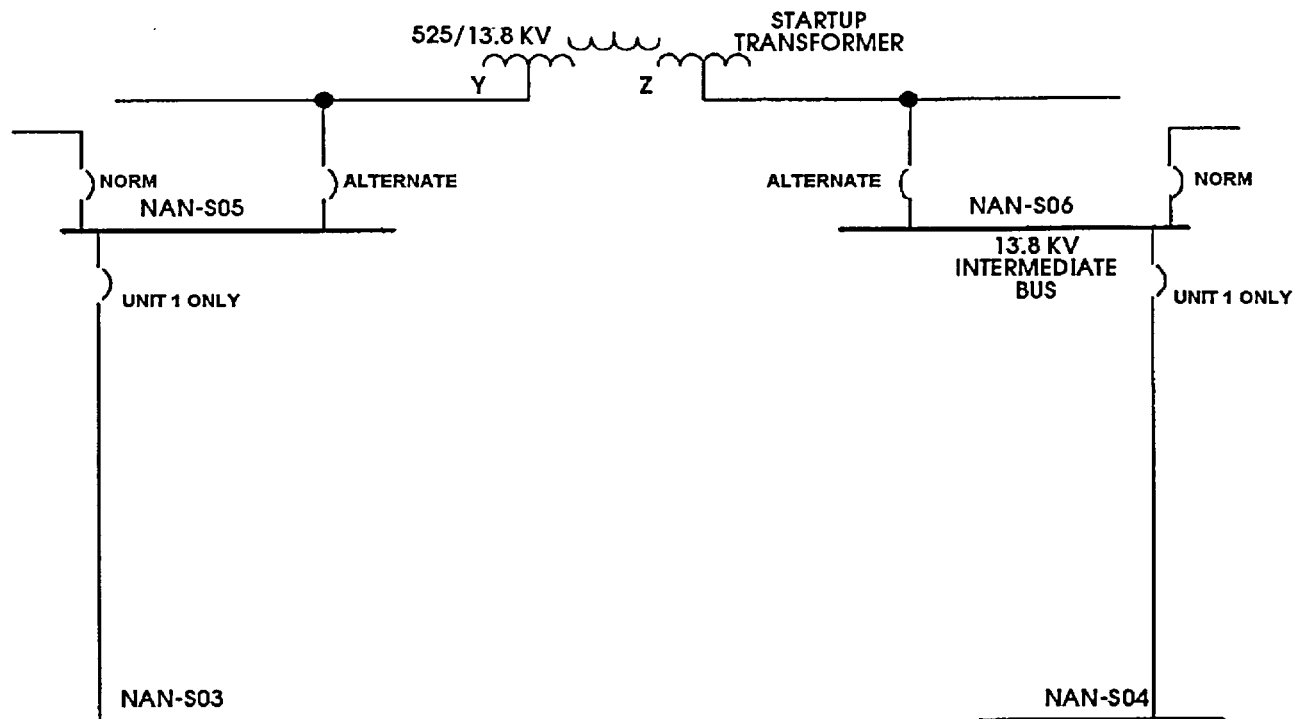 525/13.8 KV
STARTUP
TRANSFORMER
Y
Z
NORM
ALTERNATE
ALTERNATE
NORM
NAN-S05
NAN-S06
13.8 KV
INTERMEDIATE
BUS
UNIT 1 ONLY
UNIT 1 ONLY
NAN-S03
NAN-S04